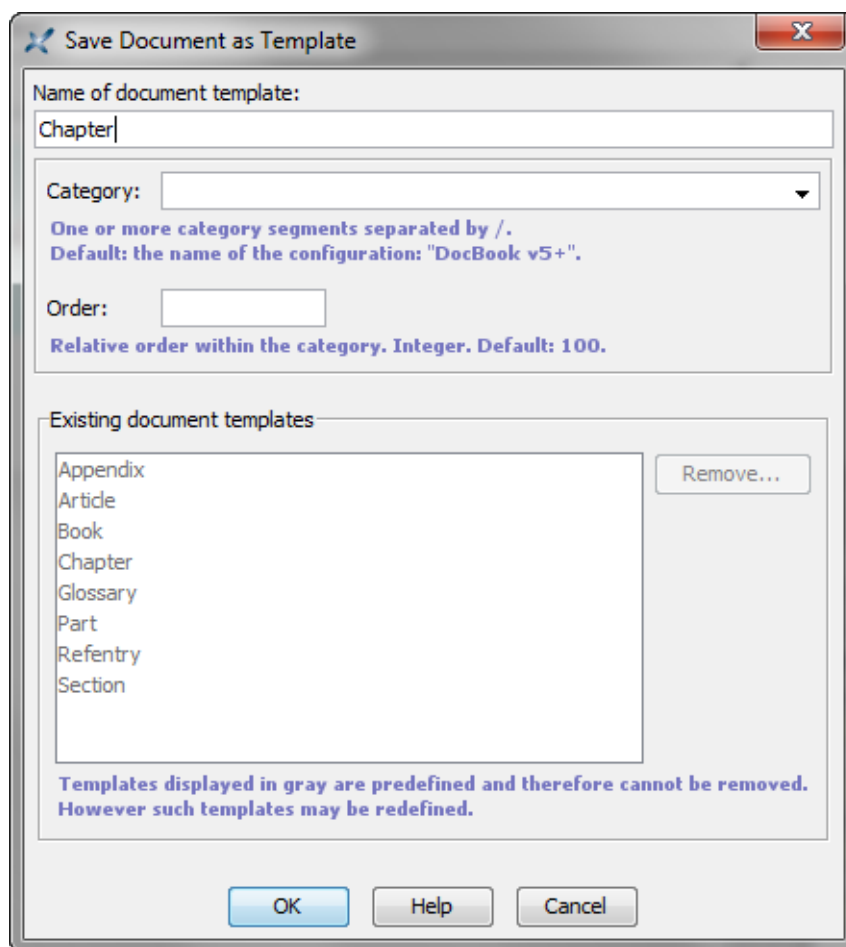 Save Document as Template
Name of document template:
Chapter
Category:
One or more category segments separated by /.
Default: the name of the configuration: "DocBook v5+".
Order:
Relative order within the category. Integer. Default: 100.
Existing document templates
Appendix
Remove...
Article
Book
Chapter
Glossary
Part
Refentry
Section
Templates displayed in gray are predefined and therefore cannot be removed.
However such templates may be redefined.
OK Help Cancel